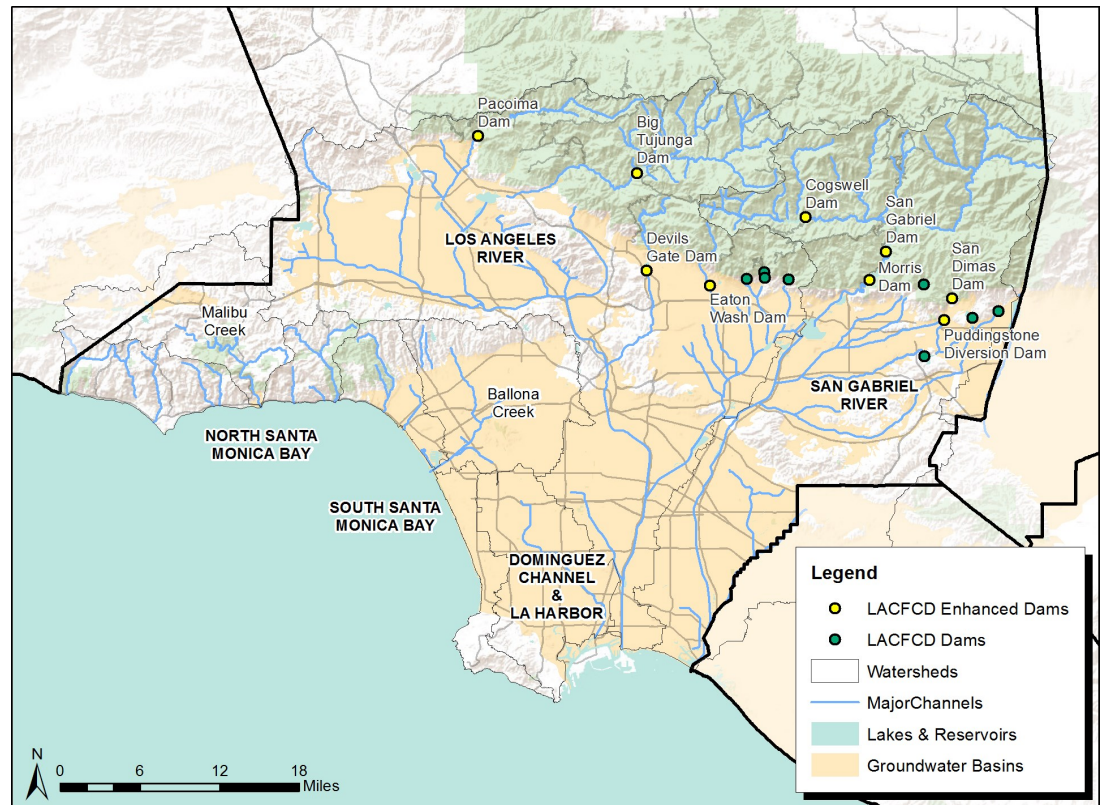 Pacoima
Dam
Big
Tujunga
Dam
Cogswell
Dam
San
Gabriel
Dam
San
Dimas
Dam
LOS ANGELES
RIVER
Devils
Gate Dam
Morris
Dam
Eaton
Wash Dam
Malibu
Creek
Puddingstone
Diversion Dam
SAN GABRIEL
RIVER
Ballona
Creek
NORTH SANTA
MONICA BAY
SOUTH SANTA
MONICA BAY
DOMINGUEZ
CHANNEL
&
LA HARBOR
Legend
LACFCD Enhanced Dams
LACFCD Dams
Watersheds
MajorChannels
Lakes & Reservoirs
Groundwater Basins
N
0 6 12 18
Miles